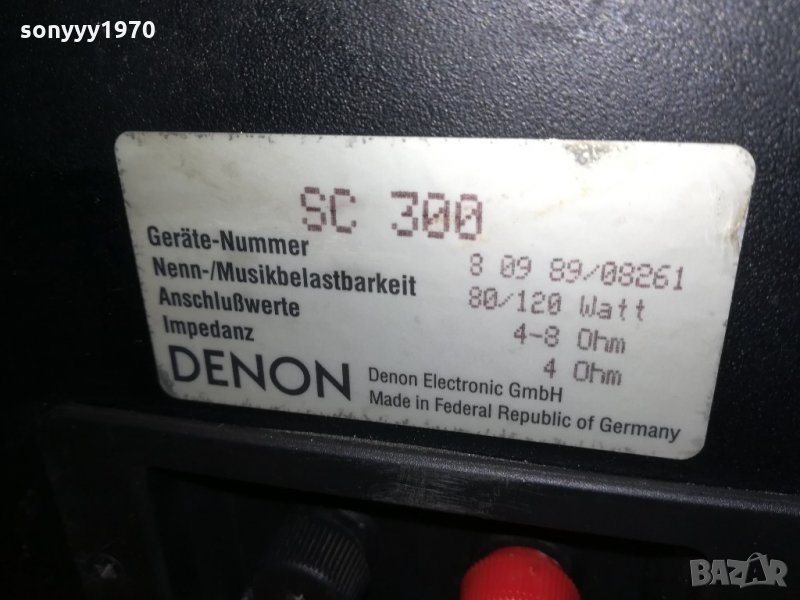 sonyyy1970
SC 300
Geräte-Nummer 8 09 89/08261
Nenn-/Musikbelastbarkeit 80/120 Watt
Anschlußwerte 4-8 Ohm
Impedanz 4 Ohm
DENON
Denon Electronic GmbH
Made in Federal Republic of Germany
BAZAR